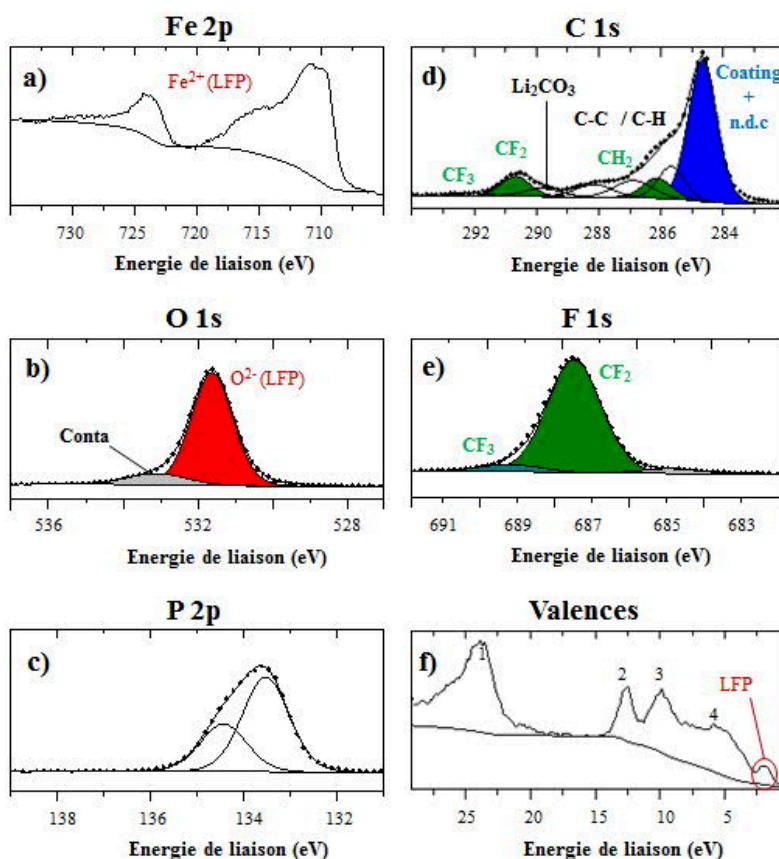 Fe 2p
a)
Fe²⁺ (LFP)
730 725 720 715 710
Energie de liaison (eV)
C 1s
d)
Li₂CO₃
Coating
+
n.d.c
C-C / C-H
CF₂
CH₂
CF₃
292 290 288 286 284
Energie de liaison (eV)
O 1s
b)
O²⁻ (LFP)
Conta
536 532 528
Energie de liaison (eV)
F 1s
e)
CF₂
CF₃
691 689 687 685 683
Energie de liaison (eV)
P 2p
c)
138 136 134 132
Energie de liaison (eV)
Valences
f)
1
2
3
4
LFP
25 20 15 10 5
Energie de liaison (eV)